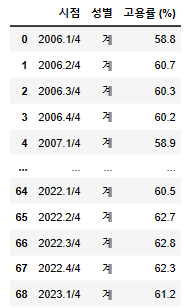 시점 성별 고용률 (%)
0 2006.1/4 계 58.8
1 2006.2/4 계 60.7
2 2006.3/4 계 60.3
3 2006.4/4 계 60.2
4 2007.1/4 계 58.9
... ... ... ...
64 2022.1/4 계 60.5
65 2022.2/4 계 62.7
66 2022.3/4 계 62.8
67 2022.4/4 계 62.3
68 2023.1/4 계 61.2